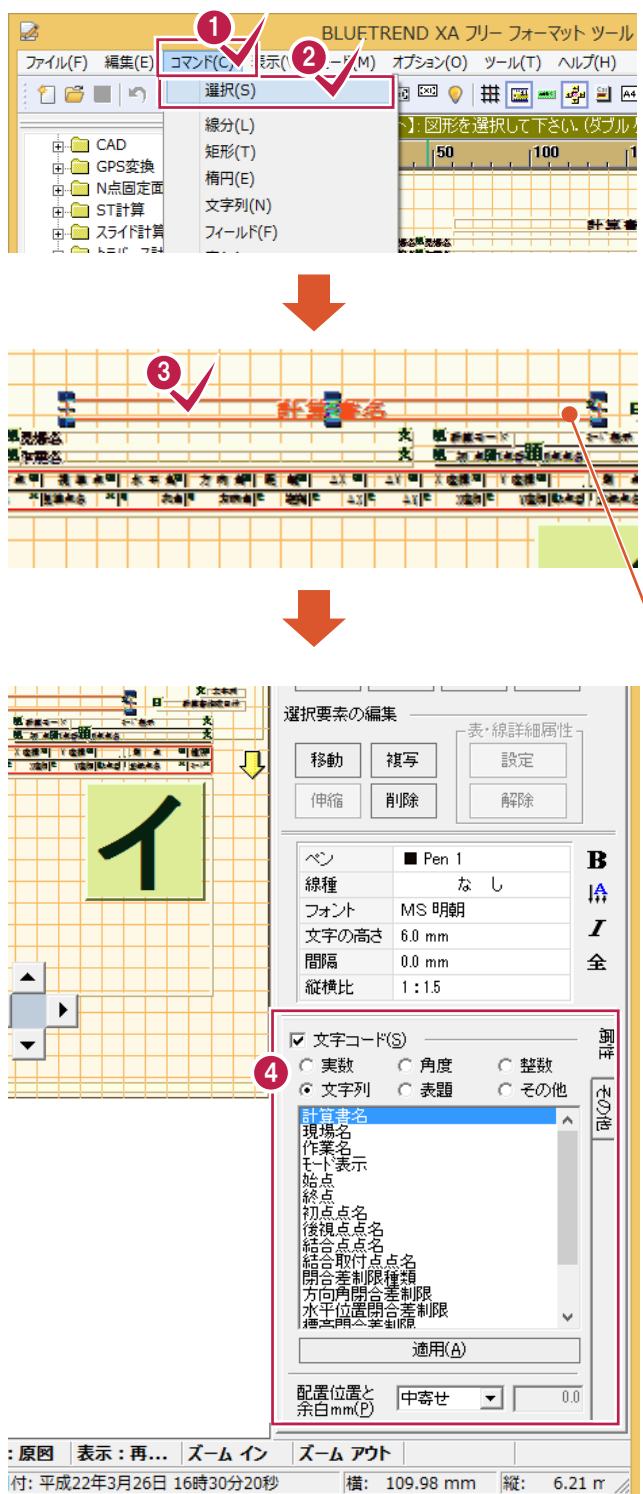 1
BLUETREND XA フリー フォーマット ツール
2
ファイル(F) 編集(E) コマンド(C) 表示( ード(M) オプション(O) ツール(T) ヘルプ(H)
選択(S)
線分(L)
】: 図形を選択して下さい. (ダブル
CAD
矩形(T)
50 100
GPS変換
楕円(E)
N点固定面
文字列(N)
ST計算
計算書
スライド計算
フィールド(F)
3
計算書名
現場名
作業名
イ
選択要素の編集
表・線詳細属性
移動 複写 設定
伸縮 削除 解除
ペン Pen 1
B
線種 な し
A
フォント MS 明朝
I
文字の高さ 6.0 mm
間隔 0.0 mm
全
縦横比 1 : 1.5
4
文字コード(S)
属性
実数 角度 整数
文字列 表題 その他
その他
計算書名
現場名
作業名
モード表示
始点
終点
初点点名
後視点点名
結合点点名
結合取付点点名
閉合差制限種類
方向角閉合差制限
水平位置閉合差制限
標高閉合差制限
適用(A)
配置位置と
余白mm(P)
中寄せ 0.0
: 原図 表示 : 再... ズーム イン ズーム アウト
付: 平成22年3月26日 16時30分20秒 横: 109.98 mm 縦: 6.21 m